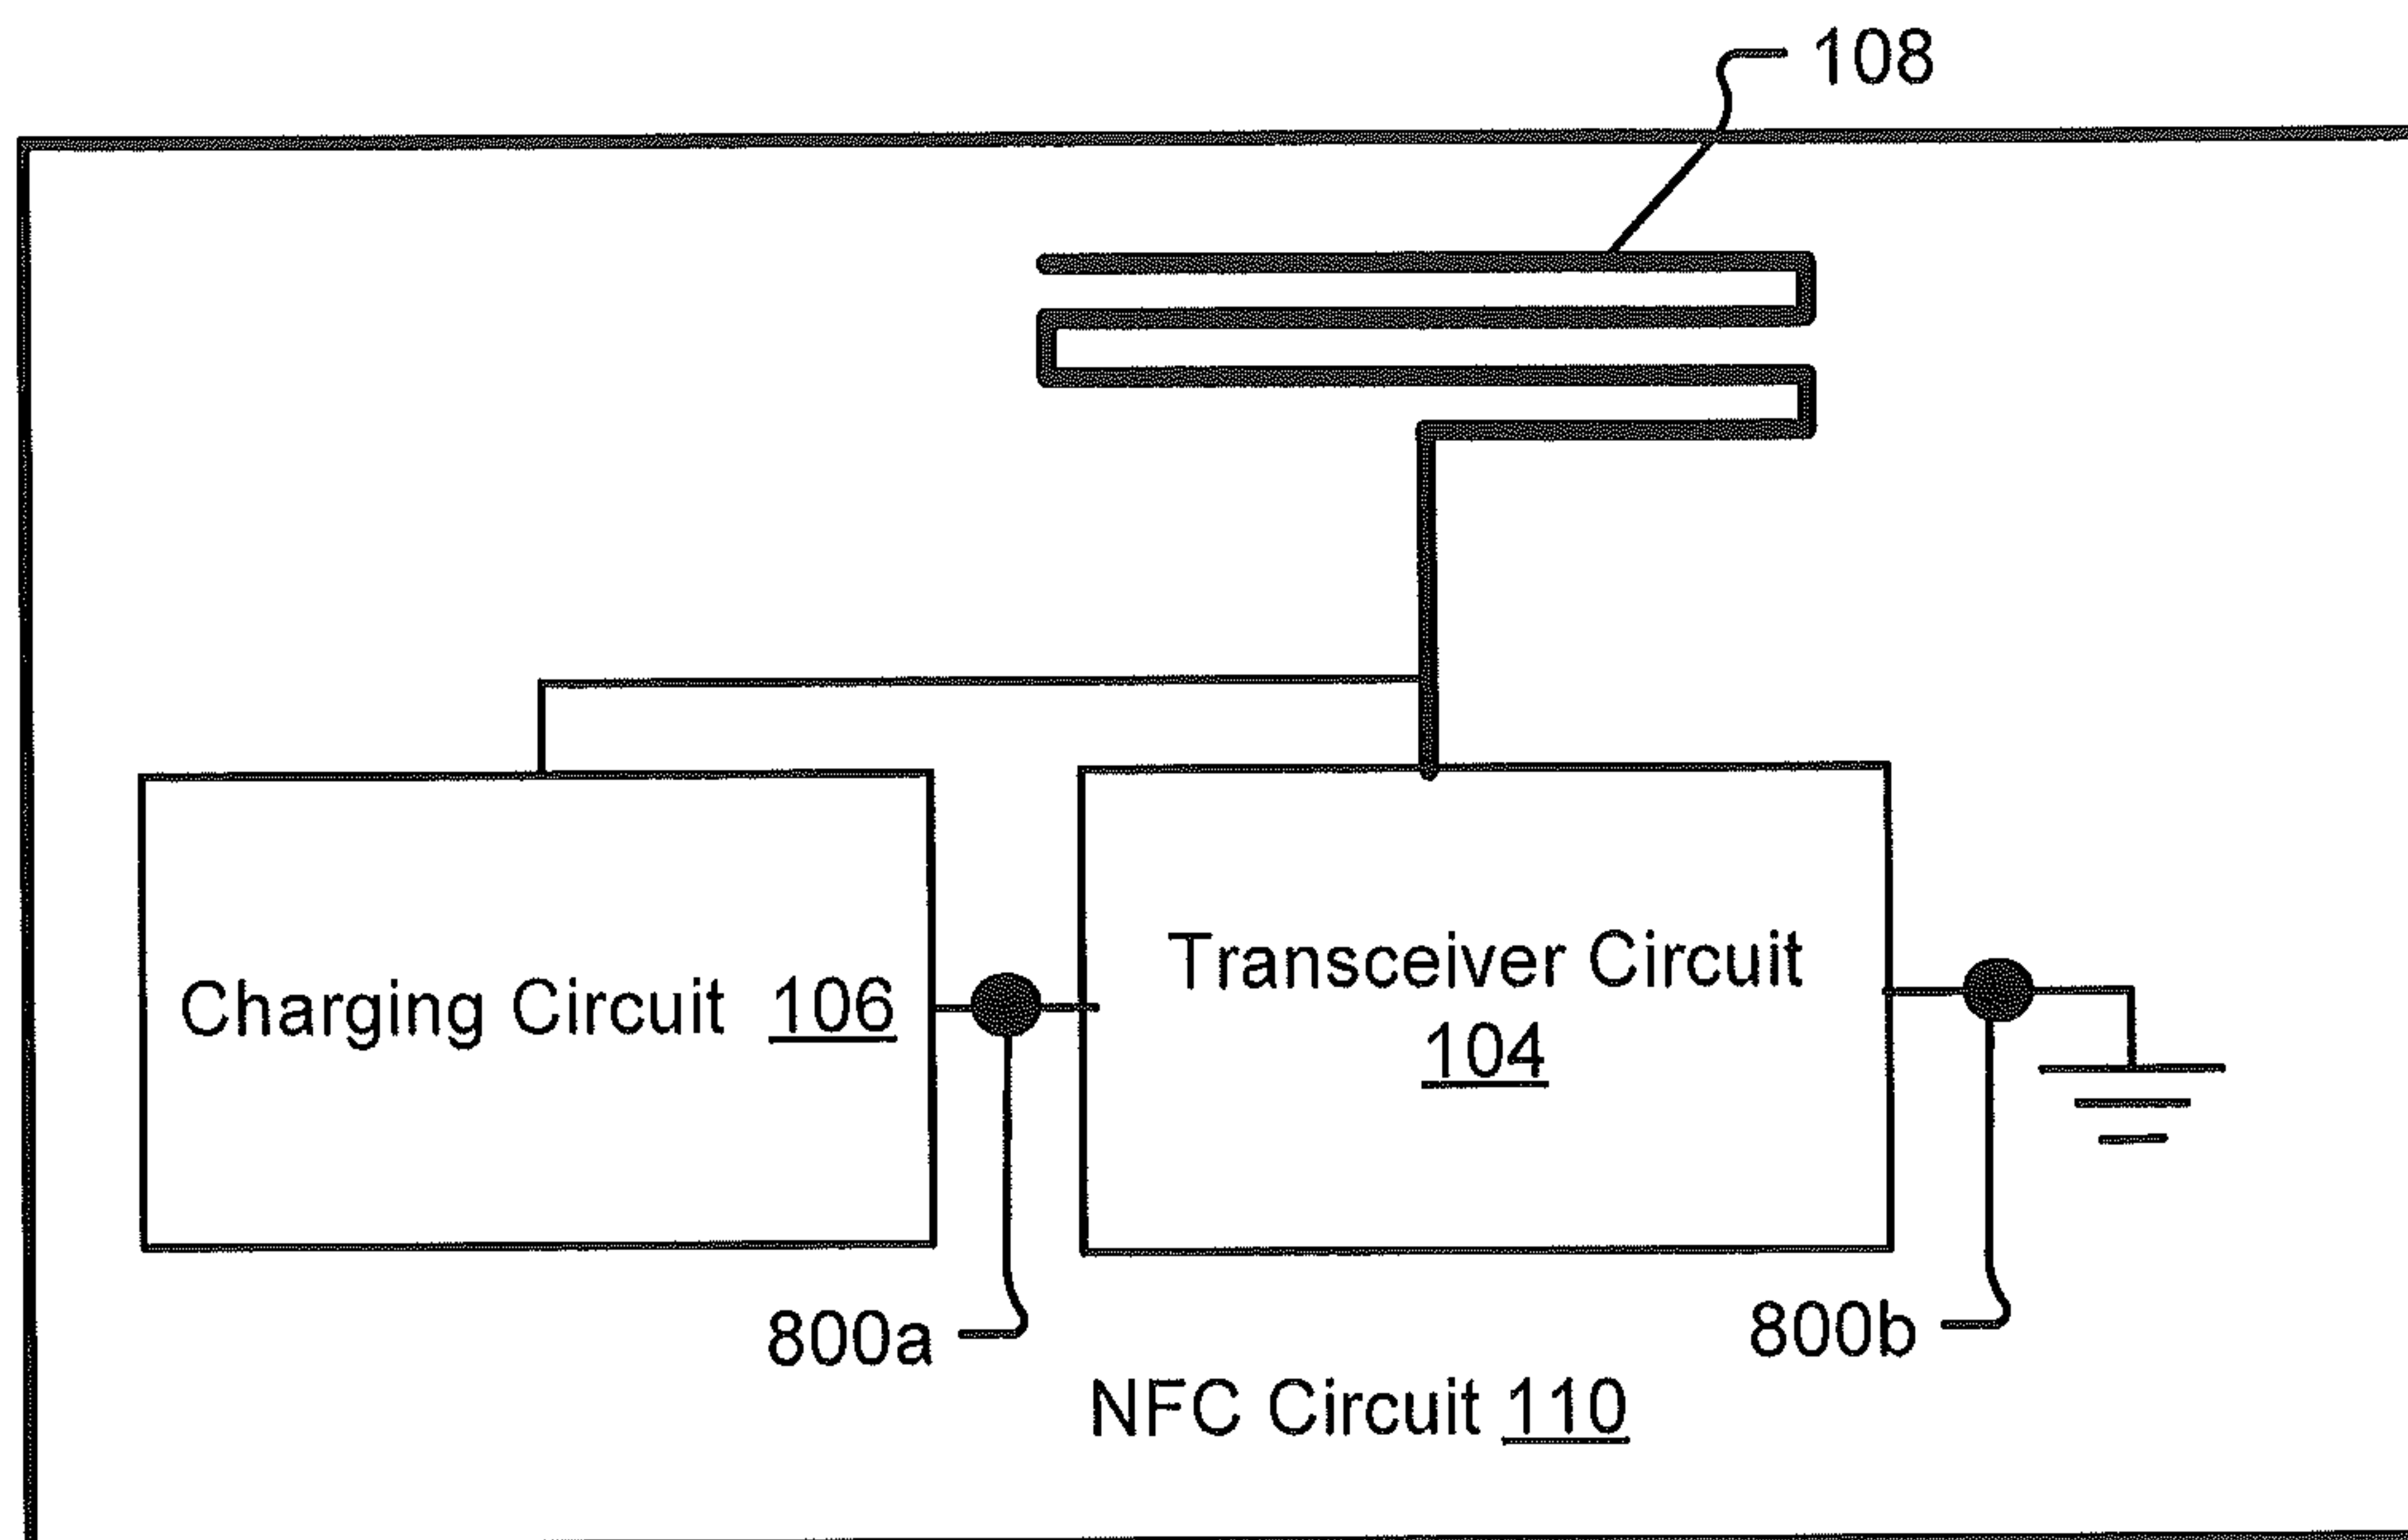 108
Charging Circuit 106
Transceiver Circuit
104
800a
800b
NFC Circuit 110